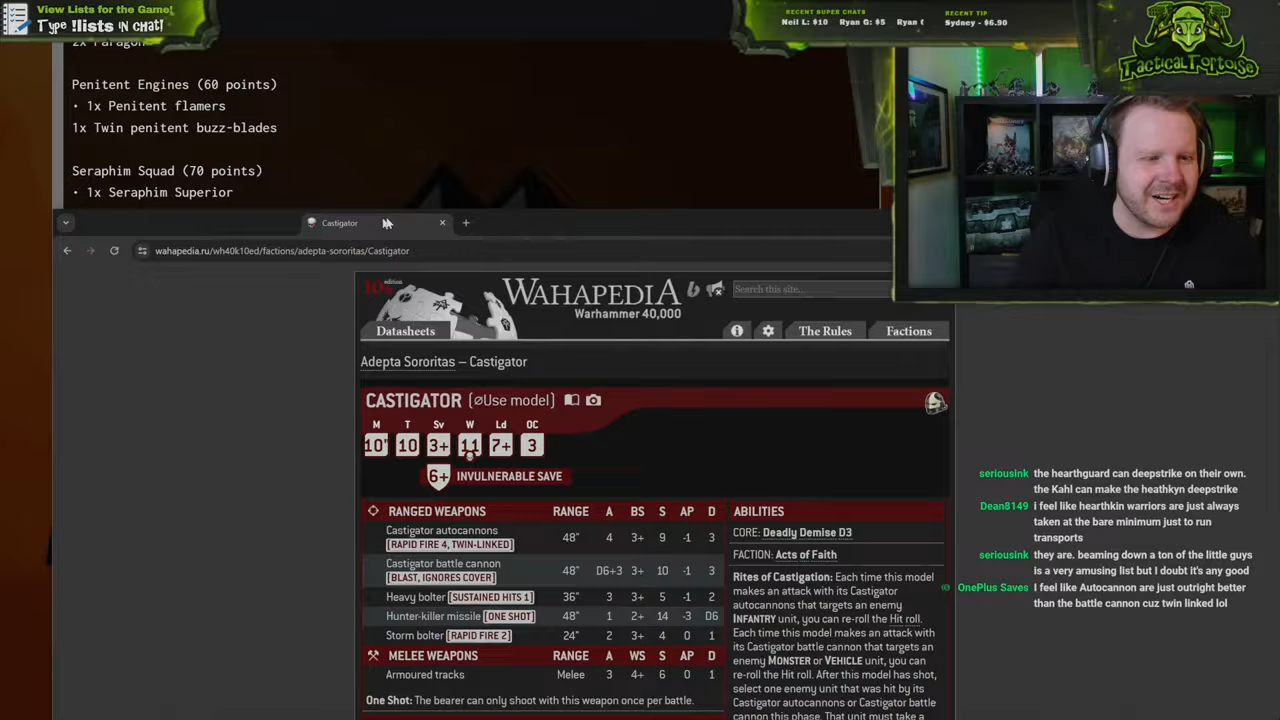 View Lists for the Game!
Type !lists in chat!
RECENT SUPER CHATS
Neil L: $10 Ryan G: $5 Ryan
RECENT TIP
Sydney - $6.90
TacticalTortoise
2x Paragon
Penitent Engines (60 points)
• 1x Penitent flamers
1x Twin penitent buzz-blades
Seraphim Squad (70 points)
• 1x Seraphim Superior
Castigator
wahapedia.ru/wh40k10ed/factions/adepta-sororitas/Castigator
10th edition
WAHAPEDIA
Warhammer 40,000
Search this site...
Datasheets
The Rules
Factions
Adepta Sororitas – Castigator
CASTIGATOR [⌀Use model]
M T Sv W Ld OC
10" 10 3+ 11 7+ 3
6+ INVULNERABLE SAVE
RANGED WEAPONS RANGE A BS S AP D
Castigator autocannons
[RAPID FIRE 4, TWIN-LINKED] 48" 4 3+ 9 -1 3
Castigator battle cannon
[BLAST, IGNORES COVER] 48" D6+3 3+ 10 -1 3
Heavy bolter [SUSTAINED HITS 1] 36" 3 3+ 5 -1 2
Hunter-killer missile [ONE SHOT] 48" 1 2+ 14 -3 D6
Storm bolter [RAPID FIRE 2] 24" 2 3+ 4 0 1
MELEE WEAPONS RANGE A WS S AP D
Armoured tracks Melee 3 4+ 6 0 1
One Shot: The bearer can only shoot with this weapon once per battle.
ABILITIES
CORE: Deadly Demise D3
FACTION: Acts of Faith
Rites of Castigation: Each time this model
makes an attack with its Castigator
autocannons that targets an enemy
INFANTRY unit, you can re-roll the Hit roll.
Each time this model makes an attack with
its Castigator battle cannon that targets an
enemy MONSTER or VEHICLE unit, you can
re-roll the Hit roll. After this model has shot,
select one enemy unit that was hit by its
Castigator autocannons or Castigator battle
cannon this phase. That unit must take a
seriousink the hearthguard can deepstrike on their own.
the Kahl can make the heathkyn deepstrike
Dean8149 I feel like hearthkin warriors are just always
taken at the bare minimum just to run
transports
seriousink they are. beaming down a ton of the little guys
is a very amusing list but I doubt it's any good
OnePlus Saves I feel like Autocannon are just outright better
than the battle cannon cuz twin linked lol